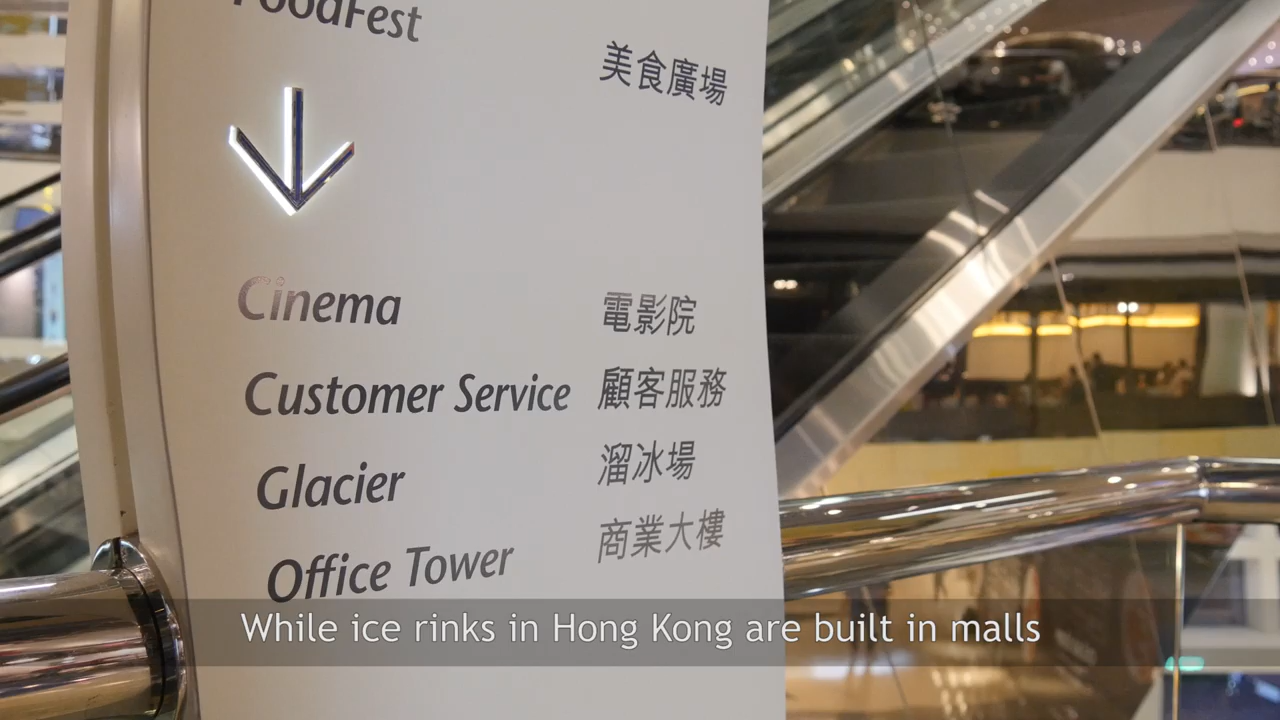 FoodFest 美食廣場
Cinema 電影院
Customer Service 顧客服務
Glacier 溜冰場
Office Tower 商業大樓
While ice rinks in Hong Kong are built in malls